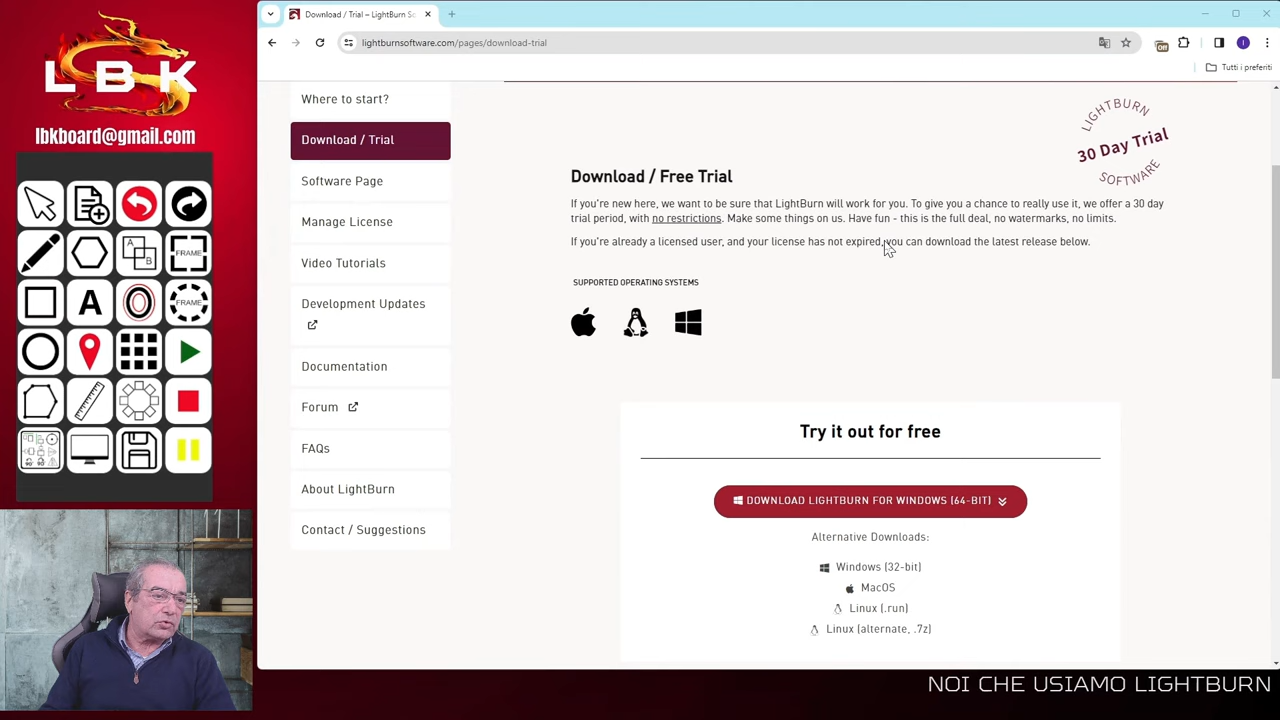 LBK
lbkboard@gmail.com
A
B
FRAME
A
FRAME
90°
90°
Download / Trial – LightBurn So
lightburnsoftware.com/pages/download-trial
Off
I
Tutti i preferiti
Where to start?
Download / Trial
Software Page
Manage License
Video Tutorials
Development Updates
Documentation
Forum
FAQs
About LightBurn
Contact / Suggestions
LIGHTBURN
30 Day Trial
SOFTWARE
Download / Free Trial
If you're new here, we want to be sure that LightBurn will work for you. To give you a chance to really use it, we offer a 30 day
trial period, with no restrictions. Make some things on us. Have fun - this is the full deal, no watermarks, no limits.
If you're already a licensed user, and your license has not expired, you can download the latest release below.
SUPPORTED OPERATING SYSTEMS
Try it out for free
DOWNLOAD LIGHTBURN FOR WINDOWS (64-BIT)
Alternative Downloads:
Windows (32-bit)
MacOS
Linux (.run)
Linux (alternate, .7z)
NOI CHE USIAMO LIGHTBURN